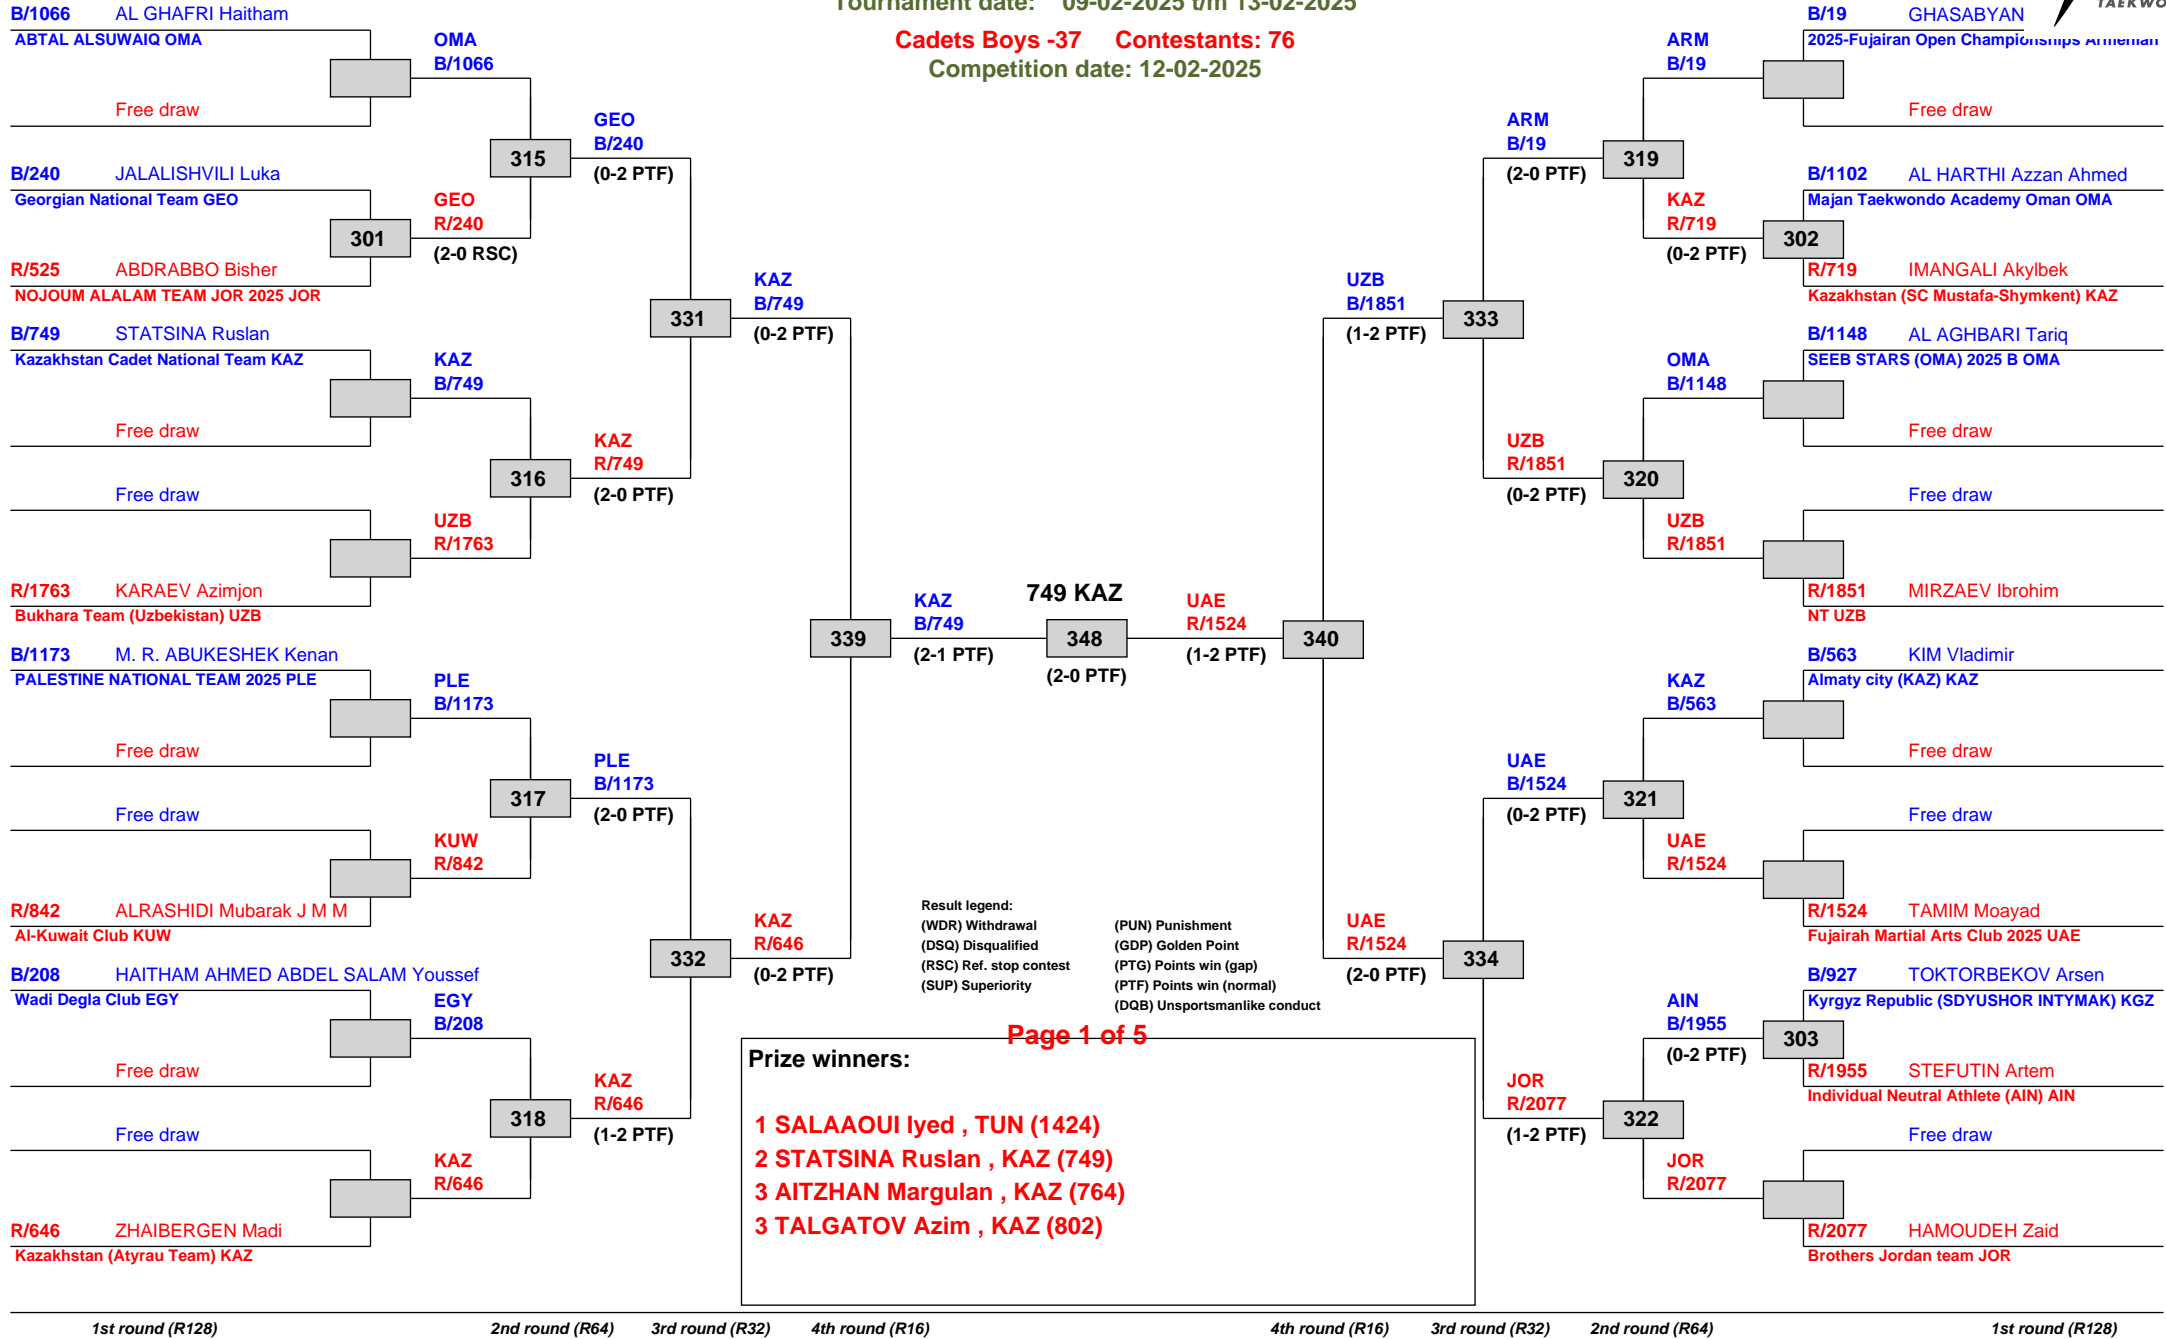 Tournament date: 09-02-2025 t/m 13-02-2025
Cadets Boys -37 Contestants: 76
Competition date: 12-02-2025
TAEKWO
B/1066 AL GHAFRI Haitham
ABTAL ALSUWAIQ OMA
Free draw
B/240 JALALISHVILI Luka
Georgian National Team GEO
301
R/525 ABDRABBO Bisher
NOJOUM ALALAM TEAM JOR 2025 JOR
B/749 STATSINA Ruslan
Kazakhstan Cadet National Team KAZ
Free draw
Free draw
R/1763 KARAEV Azimjon
Bukhara Team (Uzbekistan) UZB
B/1173 M. R. ABUKESHEK Kenan
PALESTINE NATIONAL TEAM 2025 PLE
Free draw
Free draw
R/842 ALRASHIDI Mubarak J M M
Al-Kuwait Club KUW
B/208 HAITHAM AHMED ABDEL SALAM Youssef
Wadi Degla Club EGY
Free draw
Free draw
R/646 ZHAIBERGEN Madi
Kazakhstan (Atyrau Team) KAZ
OMA
B/1066
315
GEO
R/240
(2-0 RSC)
KAZ
B/749
316
UZB
R/1763
PLE
B/1173
317
KUW
R/842
EGY
B/208
318
KAZ
R/646
GEO
B/240
(0-2 PTF)
331
KAZ
R/749
(2-0 PTF)
PLE
B/1173
(2-0 PTF)
332
KAZ
R/646
(1-2 PTF)
KAZ
B/749
(0-2 PTF)
339
KAZ
R/646
(0-2 PTF)
KAZ
B/749
(2-1 PTF)
749 KAZ
348
(2-0 PTF)
UAE
R/1524
(1-2 PTF)
340
UZB
B/1851
(1-2 PTF)
333
UAE
R/1524
(2-0 PTF)
334
ARM
B/19
(2-0 PTF)
319
UZB
R/1851
(0-2 PTF)
320
UAE
B/1524
(0-2 PTF)
321
JOR
R/2077
(1-2 PTF)
322
ARM
B/19
KAZ
R/719
(0-2 PTF)
302
OMA
B/1148
UZB
R/1851
KAZ
B/563
UAE
R/1524
AIN
B/1955
(0-2 PTF)
303
JOR
R/2077
B/19 GHASABYAN
2025-Fujairan Open Championships Armenian
Free draw
B/1102 AL HARTHI Azzan Ahmed
Majan Taekwondo Academy Oman OMA
R/719 IMANGALI Akylbek
Kazakhstan (SC Mustafa-Shymkent) KAZ
B/1148 AL AGHBARI Tariq
SEEB STARS (OMA) 2025 B OMA
Free draw
Free draw
R/1851 MIRZAEV Ibrohim
NT UZB
B/563 KIM Vladimir
Almaty city (KAZ) KAZ
Free draw
Free draw
R/1524 TAMIM Moayad
Fujairah Martial Arts Club 2025 UAE
B/927 TOKTORBEKOV Arsen
Kyrgyz Republic (SDYUSHOR INTYMAK) KGZ
R/1955 STEFUTIN Artem
Individual Neutral Athlete (AIN) AIN
Free draw
R/2077 HAMOUDEH Zaid
Brothers Jordan team JOR
Result legend:
(WDR) Withdrawal (PUN) Punishment
(DSQ) Disqualified (GDP) Golden Point
(RSC) Ref. stop contest (PTG) Points win (gap)
(SUP) Superiority (PTF) Points win (normal)
(DQB) Unsportsmanlike conduct
Page 1 of 5
Prize winners:
1 SALAAOUI Iyed , TUN (1424)
2 STATSINA Ruslan , KAZ (749)
3 AITZHAN Margulan , KAZ (764)
3 TALGATOV Azim , KAZ (802)
1st round (R128) 2nd round (R64) 3rd round (R32) 4th round (R16) 4th round (R16) 3rd round (R32) 2nd round (R64) 1st round (R128)